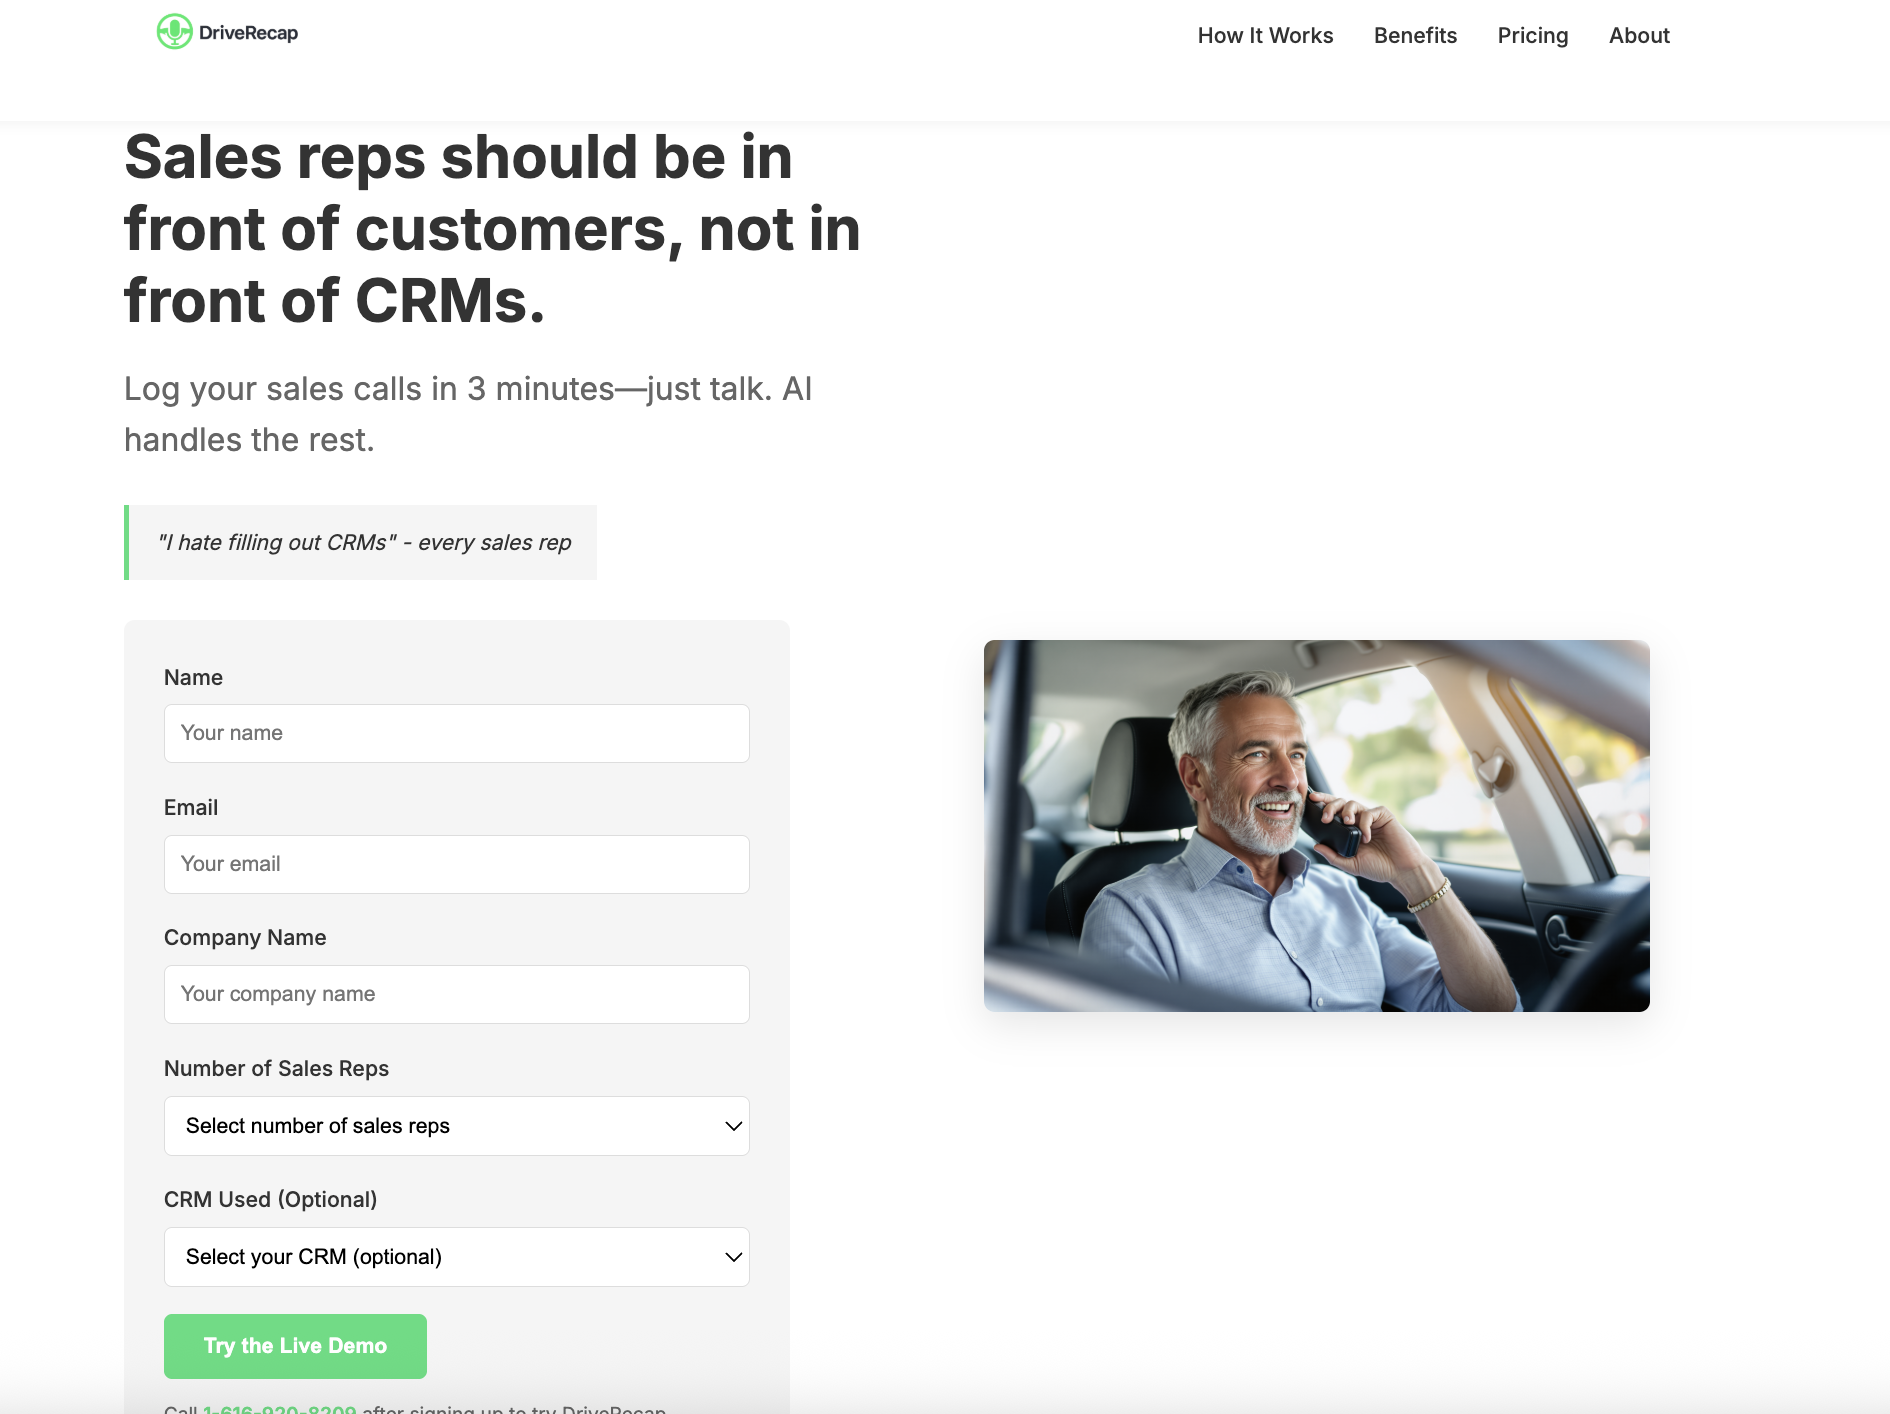 DriveRecap
How It Works Benefits Pricing About
Sales reps should be in
front of customers, not in
front of CRMs.
Log your sales calls in 3 minutes—just talk. AI
handles the rest.
"I hate filling out CRMs" - every sales rep
Name
Your name
Email
Your email
Company Name
Your company name
Number of Sales Reps
Select number of sales reps
CRM Used (Optional)
Select your CRM (optional)
Try the Live Demo
Call 1-616-920-8209 after signing up to try DriveRecap